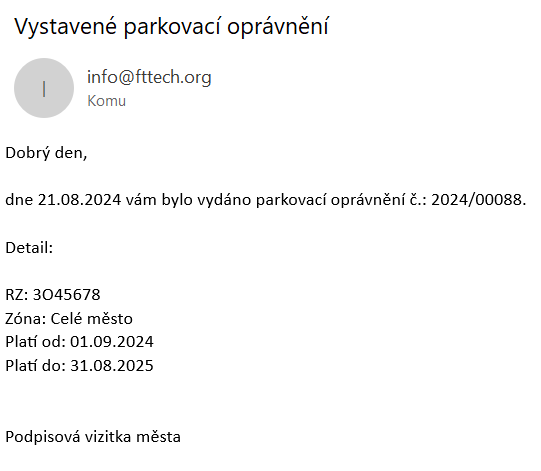 Vystavené parkovací oprávnění
I
info@fttech.org
Komu
Dobrý den,
dne 21.08.2024 vám bylo vydáno parkovací oprávnění č.: 2024/00088.
Detail:
RZ: 3O45678
Zóna: Celé město
Platí od: 01.09.2024
Platí do: 31.08.2025
Podpisová vizitka města